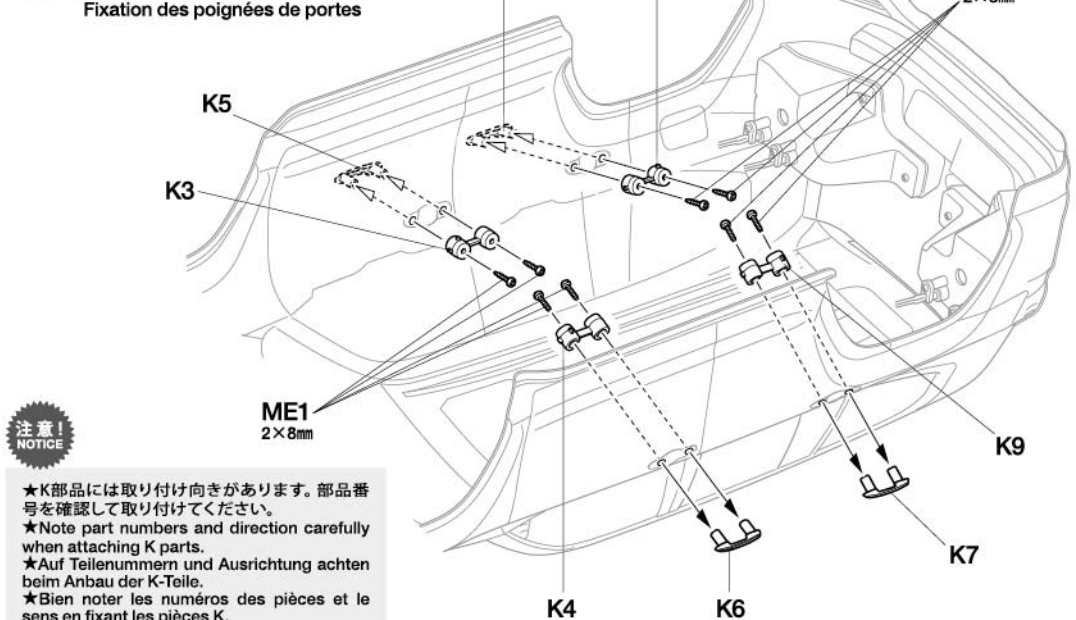 Fixation des poignées de portes
K5
K3
ME1
2×8mm
K9
K7
K4
K6
注意!
NOTICE
★K部品には取り付け向きがあります。部品番
号を確認して取り付けてください。
★Note part numbers and direction carefully
when attaching K parts.
★Auf Teilenummern und Ausrichtung achten
beim Anbau der K-Teile.
★Bien noter les numéros des pièces et le
sens en fixant les pièces K.